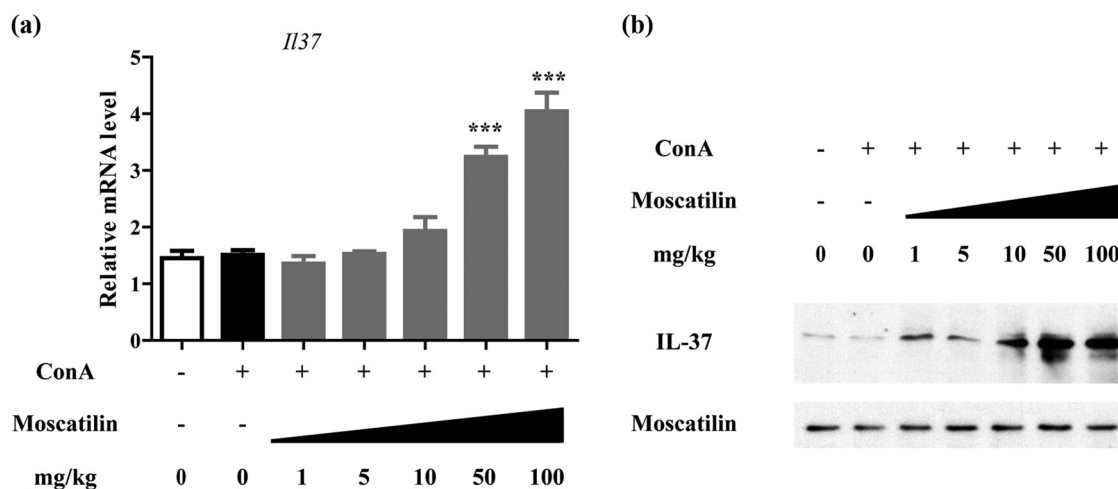 (a)
Il37
Relative mRNA level
5
4
3
2
1
0
***
***
ConA - + + + + + +
Moscatilin - -
mg/kg 0 0 1 5 10 50 100
(b)
ConA - + + + + + +
Moscatilin - -
mg/kg 0 0 1 5 10 50 100
IL-37
Moscatilin